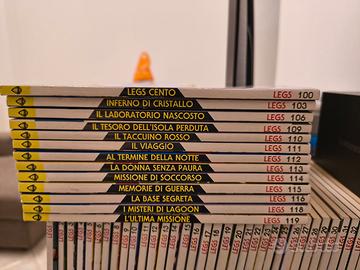 LEGS CENTO LEGS 100
INFERNO DI CRISTALLO LEGS 103
IL LABORATORIO NASCOSTO LEGS 106
IL TESORO DELL'ISOLA PERDUTA LEGS 109
IL TACCUINO ROSSO LEGS 110
IL VIAGGIO LEGS 111
AL TERMINE DELLA NOTTE LEGS 112
LA DONNA SENZA PAURA LEGS 113
MISSIONE DI SOCCORSO LEGS 114
MEMORIE DI GUERRA LEGS 115
LA BASE SEGRETA LEGS 116
I MISTERI DI LAGOON LEGS 118
L'ULTIMA MISSIONE LEGS 119